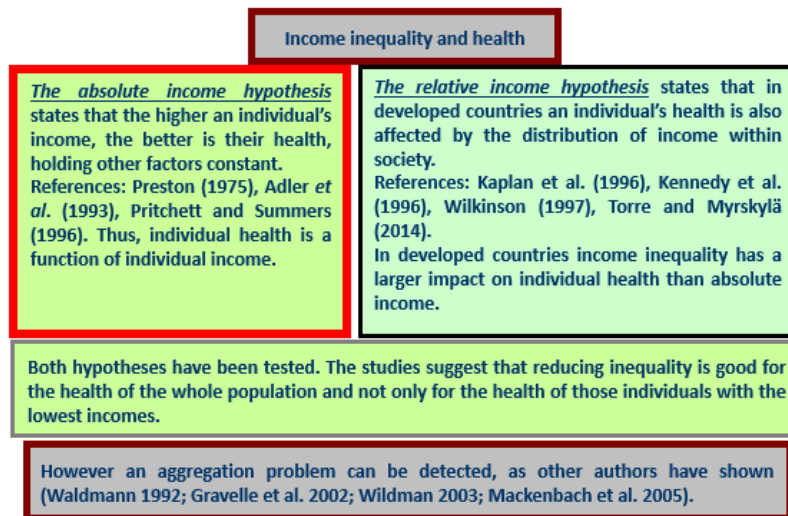 Income inequality and health
The absolute income hypothesis
states that the higher an individual's
income, the better is their health,
holding other factors constant.
References: Preston (1975), Adler et
al. (1993), Pritchett and Summers
(1996). Thus, individual health is a
function of individual income.
The relative income hypothesis states that in
developed countries an individual's health is also
affected by the distribution of income within
society.
References: Kaplan et al. (1996), Kennedy et al.
(1996), Wilkinson (1997), Torre and Myrskylä
(2014).
In developed countries income inequality has a
larger impact on individual health than absolute
income.
Both hypotheses have been tested. The studies suggest that reducing inequality is good for
the health of the whole population and not only for the health of those individuals with the
lowest incomes.
However an aggregation problem can be detected, as other authors have shown
(Waldmann 1992; Gravelle et al. 2002; Wildman 2003; Mackenbach et al. 2005).